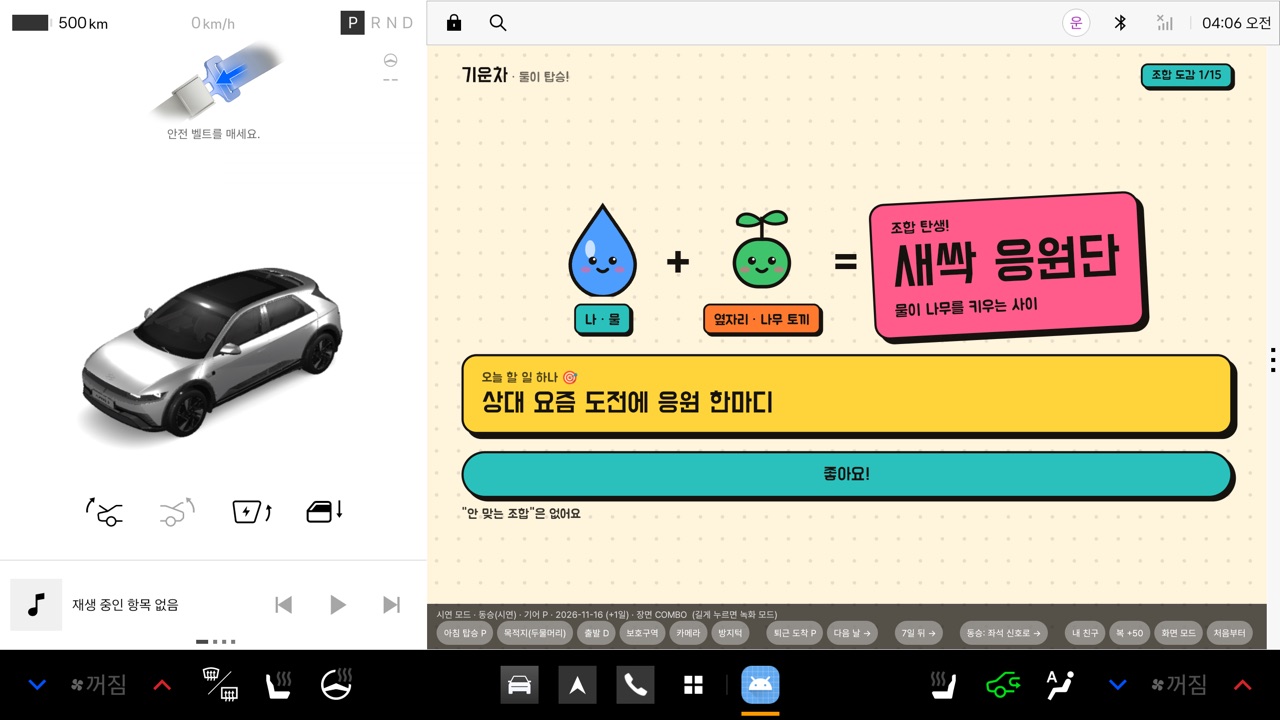 500 km
0 km/h
P R N D
운
04:06 오전
안전 벨트를 매세요.
--
재생 중인 항목 없음
기운차 · 둘이 탑승!
조합 도감 1/15
나 · 물
+
옆자리 · 나무 토끼
=
조합 탄생!
새싹 응원단
물이 나무를 키우는 사이
오늘 할 일 하나 🎯
상대 요즘 도전에 응원 한마디
좋아요!
"안 맞는 조합"은 없어요
시연 모드 · 동승(시연) · 기어 P · 2026-11-16 (+1일) · 장면 COMBO (길게 누르면 녹화 모드)
아침 탑승 P 목적지(두물머리) 출발 D 보호구역 카메라 방지턱 퇴근 도착 P 다음 날 → 7일 뒤 → 동승: 좌석 신호로 → 내 친구 복 +50 화면 모드 처음부터
꺼짐
A
꺼짐